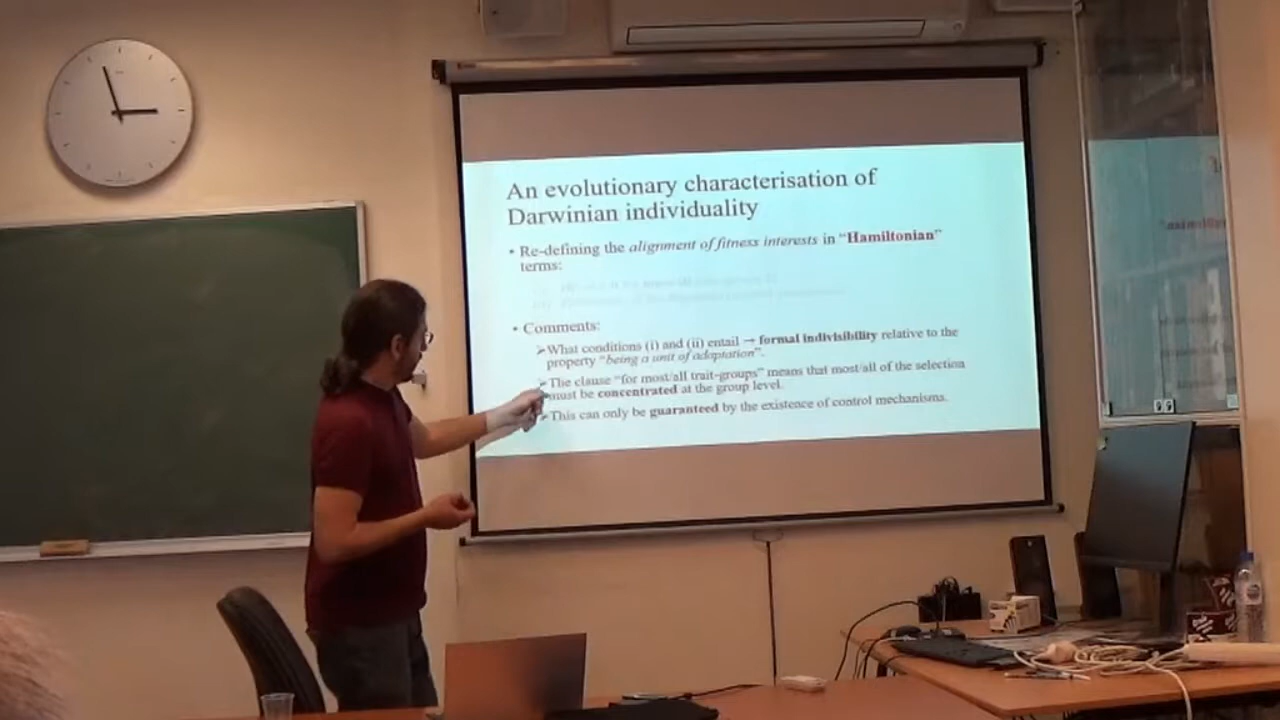 An evolutionary characterisation of
Darwinian individuality
• Re-defining the alignment of fitness interests in "Hamiltonian"
terms:
• Comments:
➢What conditions (i) and (ii) entail → formal indivisibility relative to the
property "being a unit of adaptation".
➢The clause "for most/all trait-groups" means that most/all of the selection
must be concentrated at the group level.
➢This can only be guaranteed by the existence of control mechanisms.